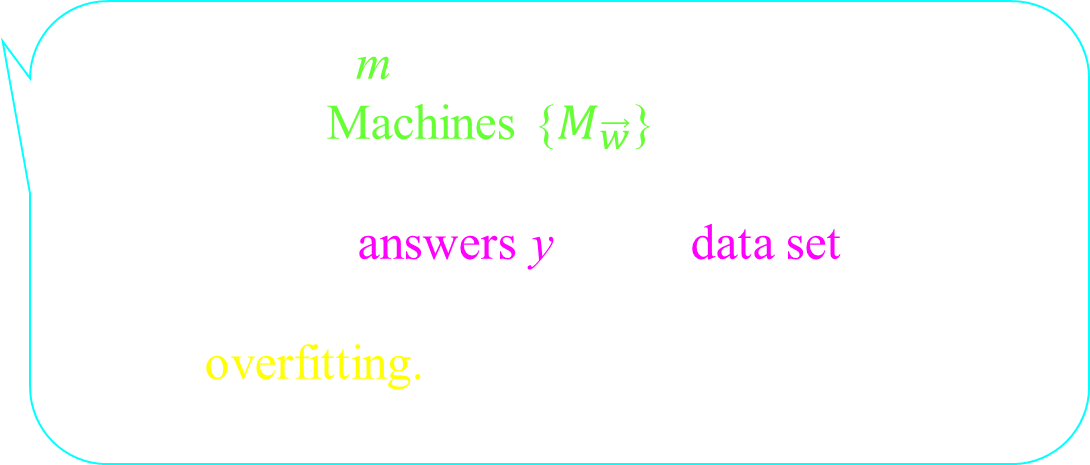 m
Machines {M_w⃗}
answers y data set
overfitting.